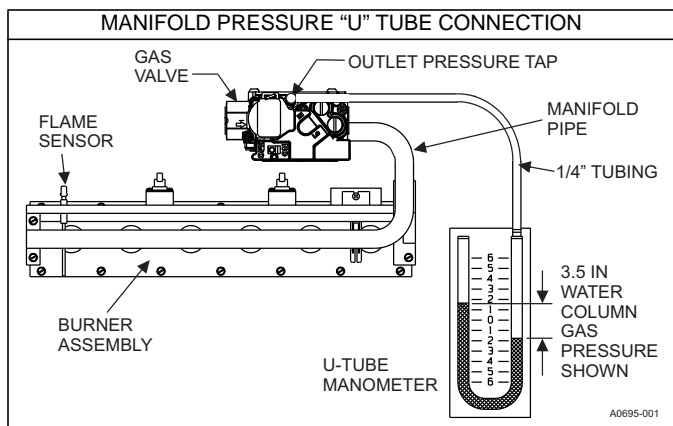 MANIFOLD PRESSURE “U” TUBE CONNECTION
GAS
VALVE
OUTLET PRESSURE TAP
FLAME
SENSOR
MANIFOLD
PIPE
1/4” TUBING
BURNER
ASSEMBLY
U-TUBE
MANOMETER
6
5
4
3
2
1
0
1
2
3
4
5
6
3.5 IN
WATER
COLUMN
GAS
PRESSURE
SHOWN
A0695-001